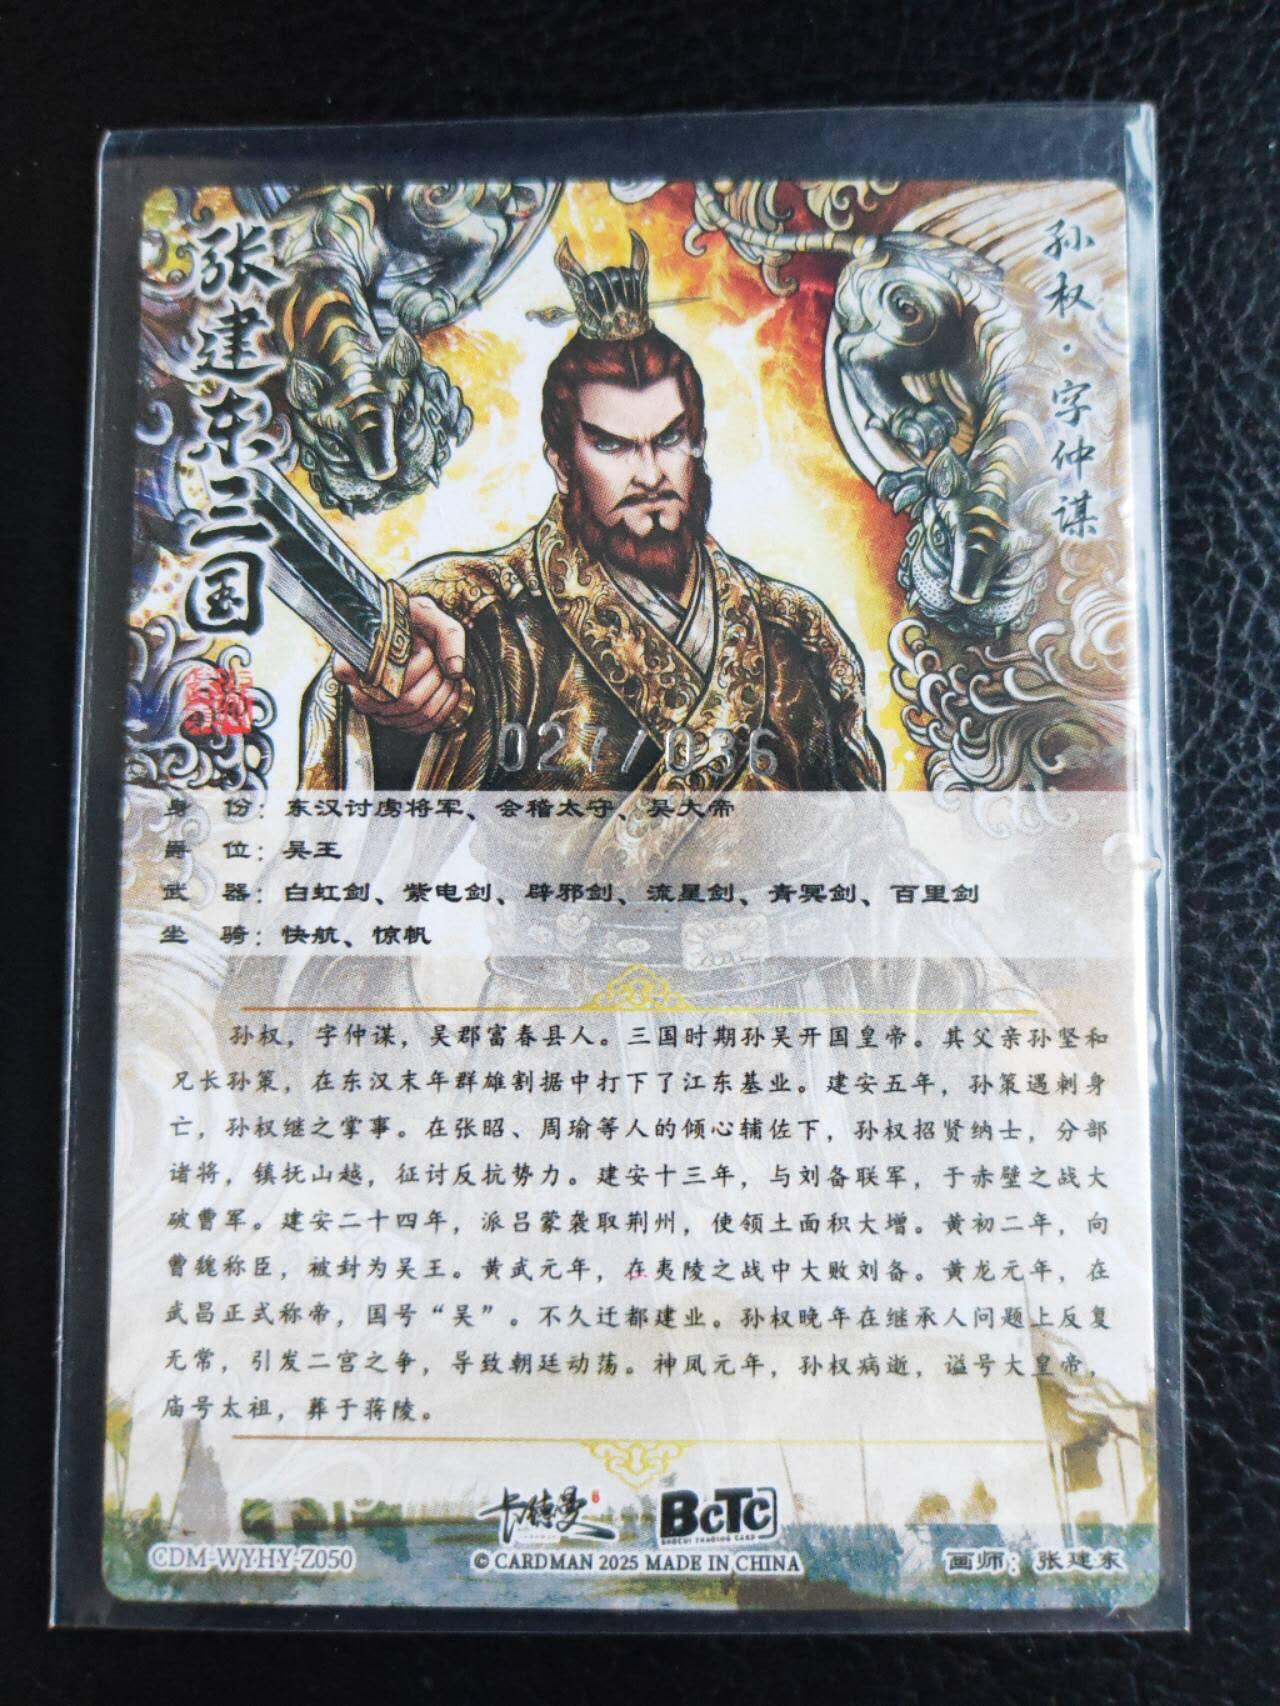 张建东三国
孙权·字仲谋
027/036
身 份：东汉讨虏将军、会稽太守、吴大帝
爵 位：吴王
武 器：白虹剑、紫电剑、辟邪剑、流星剑、青冥剑、百里剑
坐 骑：快航、惊帆
孙权，字仲谋，吴郡富春县人。三国时期孙吴开国皇帝。其父亲孙坚和
兄长孙策，在东汉末年群雄割据中打下了江东基业。建安五年，孙策遇刺身
亡，孙权继之掌事。在张昭、周瑜等人的倾心辅佐下，孙权招贤纳士，分部
诸将，镇抚山越，征讨反抗势力。建安十三年，与刘备联军，于赤壁之战大
破曹军。建安二十四年，派吕蒙袭取荆州，使领土面积大增。黄初二年，向
曹魏称臣，被封为吴王。黄武元年，在夷陵之战中大败刘备。黄龙元年，在
武昌正式称帝，国号“吴”。不久迁都建业。孙权晚年在继承人问题上反复
无常，引发二宫之争，导致朝廷动荡。神凤元年，孙权病逝，谥号大皇帝，
庙号太祖，葬于蒋陵。
卡德曼
BCTC
CDM-WYHY-Z050
© CARDMAN 2025 MADE IN CHINA
画师：张建东